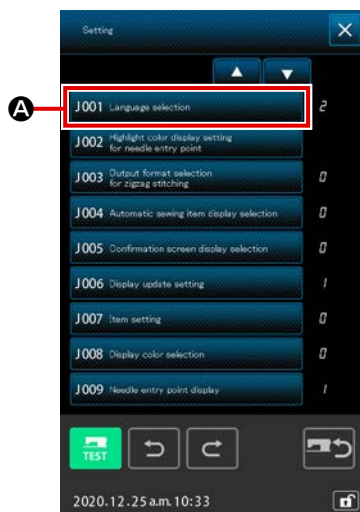 Setting
A
J001 Language selection 2
J002 Highlight color display setting
for needle entry point
J003 Output format selection 0
for zigzag stitching
J004 Automatic sewing item display selection 0
J005 Confirmation screen display selection 0
J006 Display update setting 1
J007 Item setting 0
J008 Display color selection 0
J009 Needle entry point display 1
TEST
2020.12.25 a.m.10:33